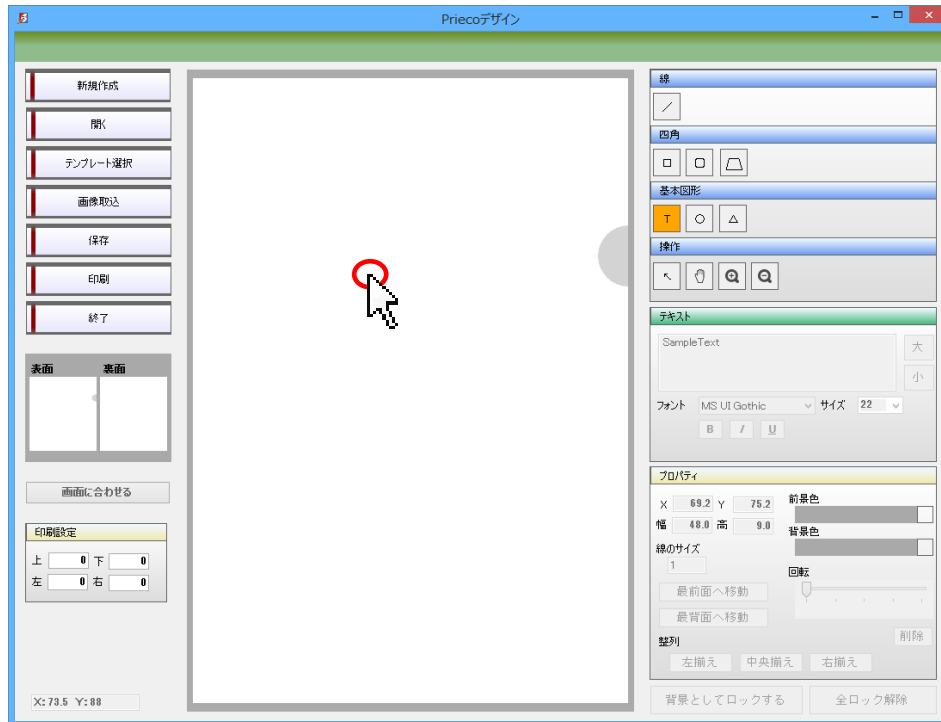 Priecoデザイン
新規作成
開く
テンプレート選択
画像取込
保存
印刷
終了
表面 裏面
画面に合わせる
印刷設定
上 0 下 0
左 0 右 0
X:73.5 Y:88
線
四角
基本図形
T
操作
テキスト
SampleText
大
小
フォント MS UI Gothic サイズ 22
B I U
プロパティ
X 69.2 Y 75.2 前景色
幅 48.0 高 9.0 背景色
線のサイズ
1
回転
最前面へ移動
最背面へ移動
削除
整列
左揃え 中央揃え 右揃え
背景としてロックする 全ロック解除